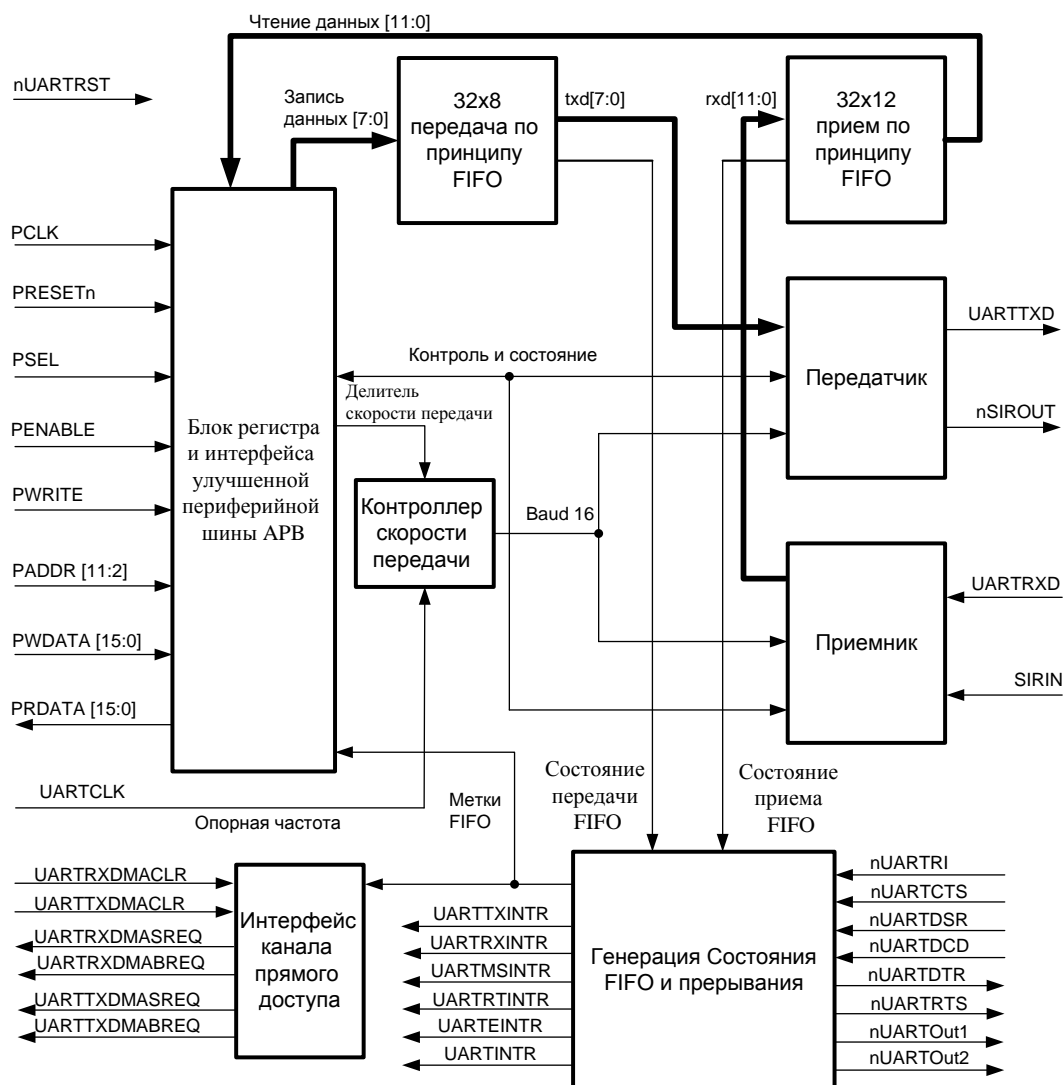 Чтение данных [11:0]
nUARTRST
Запись
данных [7:0]
32x8
передача по
принципу
FIFO
txd[7:0]
rxd[11:0]
32x12
прием по
принципу
FIFO
PCLK
PRESETn
PSEL
PENABLE
PWRITE
PADDR [11:2]
PWDATA [15:0]
PRDATA [15:0]
Блок регистра
и интерфейса
улучшенной
периферийной
шины APB
Контроль и состояние
Делитель
скорости передачи
Контроллер
скорости
передачи
Baud 16
Передатчик
UARTTXD
nSIROUT
Приемник
UARTRXD
SIRIN
UARTCLK
Опорная частота
Метки
FIFO
Состояние
передачи
FIFO
Состояние
приема
FIFO
UARTRXDMACLR
UARTTXDMACLR
UARTRXDMASREQ
UARTRXDMABREQ
UARTTXDMASREQ
UARTTXDMABREQ
Интерфейс
канала
прямого
доступа
UARTTXINTR
UARTRXINTR
UARTMSINTR
UARTRTINTR
UARTEINTR
UARTINTR
Генерация Состояния
FIFO и прерывания
nUARTRI
nUARTCTS
nUARTDSR
nUARTDCD
nUARTDTR
nUARTRTS
nUARTOut1
nUARTOut2